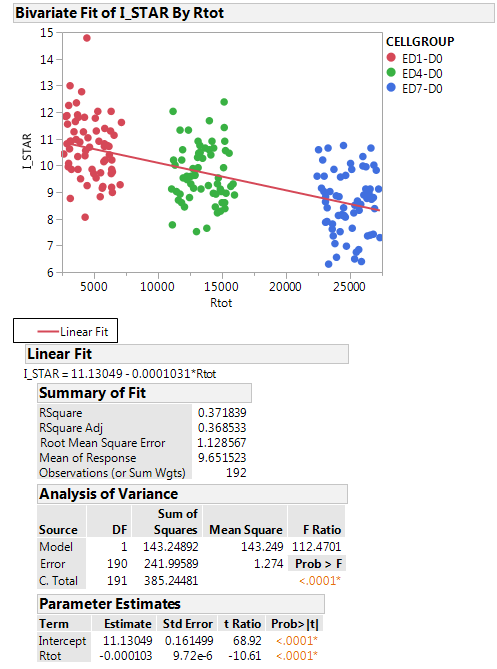 Bivariate Fit of I_STAR By Rtot
CELLGROUP
ED1-D0
ED4-D0
ED7-D0
I_STAR
15
14
13
12
11
10
9
8
7
6
5000 10000 15000 20000 25000
Rtot
Linear Fit
Linear Fit
I_STAR = 11.13049 - 0.0001031*Rtot
Summary of Fit
RSquare 0.371839
RSquare Adj 0.368533
Root Mean Square Error 1.128567
Mean of Response 9.651523
Observations (or Sum Wgts) 192
Analysis of Variance
Sum of
Source DF Squares Mean Square F Ratio
Model 1 143.24892 143.249 112.4701
Error 190 241.99589 1.274 Prob > F
C. Total 191 385.24481 <.0001*
Parameter Estimates
Term Estimate Std Error t Ratio Prob>|t|
Intercept 11.13049 0.161499 68.92 <.0001*
Rtot -0.000103 9.72e-6 -10.61 <.0001*